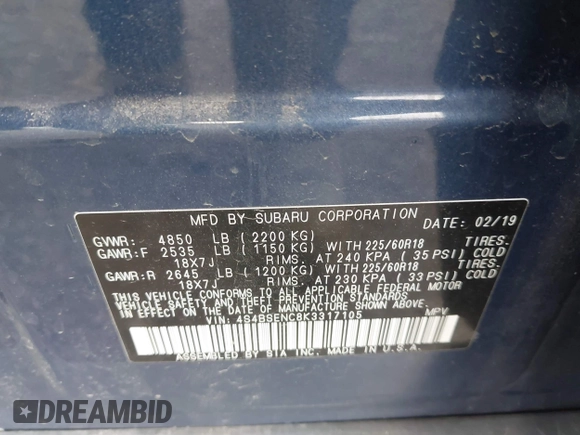 MFD BY SUBARU CORPORATION
DATE: 02/19
GVWR: 4850 LB (2200 KG)
GAWR:F 2535 LB (1150 KG) WITH 225/60R18 TIRES.
18X7J RIMS. AT 240 KPA (35 PSI) COLD
GAWR:R 2645 LB (1200 KG) WITH 225/60R18 TIRES.
18X7J RIMS. AT 230 KPA (33 PSI) COLD
THIS VEHICLE CONFORMS TO ALL APPLICABLE FEDERAL MOTOR
VEHICLE SAFETY AND THEFT PREVENTION STANDARDS
IN EFFECT ON THE DATE OF MANUFACTURE SHOWN ABOVE.
VIN: 4S4BSENC8K3317105 MPV
ASSEMBLED BY SIA INC. MADE IN U.S.A.
DREAMBID